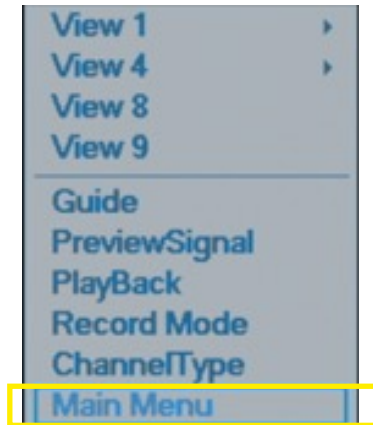 View 1
View 4
View 8
View 9
Guide
PreviewSignal
PlayBack
Record Mode
ChannelType
Main Menu